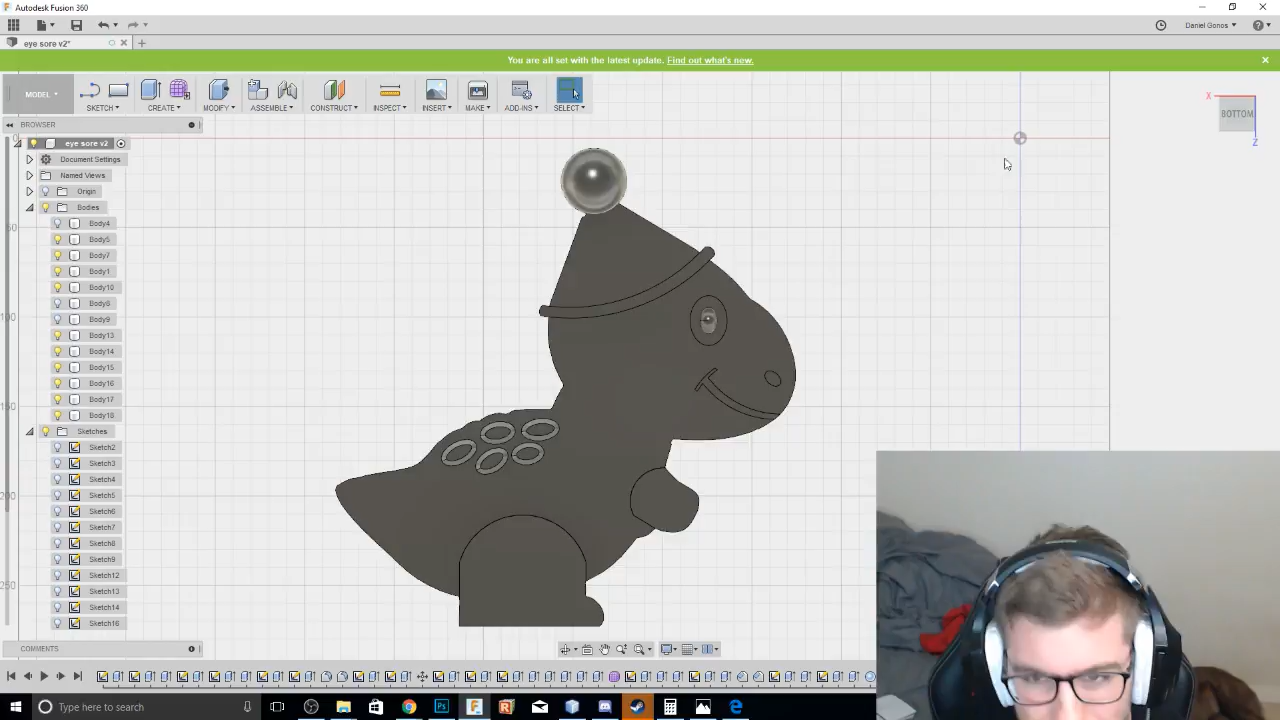 Autodesk Fusion 360
Daniel Gonos
eye sore v2*
You are all set with the latest update. Find out what's new.
MODEL
SKETCH
CREATE
MODIFY
ASSEMBLE
CONSTRUCT
INSPECT
INSERT
MAKE
ADD-INS
SELECT
BROWSER
X
BOTTOM
Z
eye sore v2
Document Settings
Named Views
Origin
Bodies
Body4
Body5
Body7
Body1
Body10
Body8
Body9
Body13
Body14
Body15
Body16
Body17
Body18
Sketches
Sketch2
Sketch3
Sketch4
Sketch5
Sketch6
Sketch7
Sketch8
Sketch9
Sketch12
Sketch13
Sketch14
Sketch16
COMMENTS
Type here to search